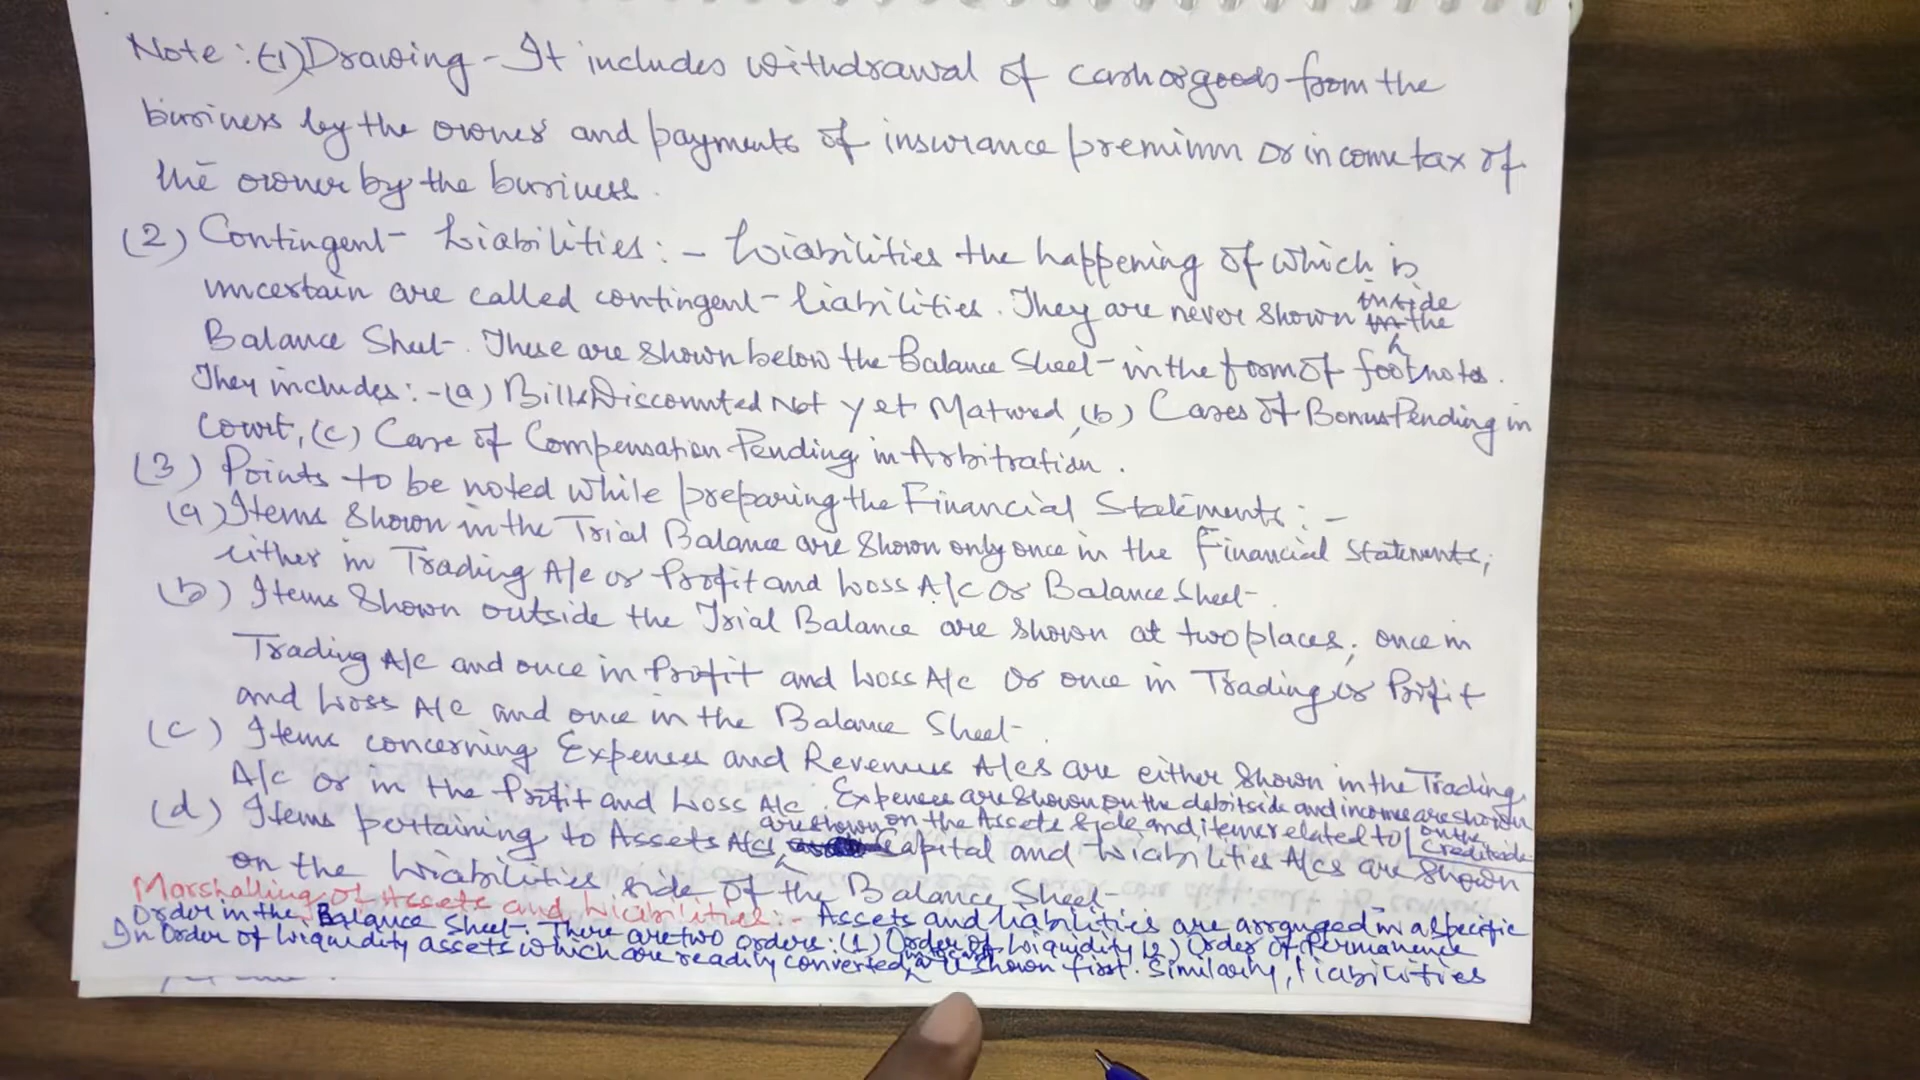 Note: (1) Drawing - It includes withdrawal of cash or goods from the
business by the owner and payments of insurance premium or income tax of
the owner by the business.
(2) Contingent Liabilities: - Liabilities the happening of which is
uncertain are called contingent liabilities. They are never shown inside the
Balance Sheet. These are shown below the Balance Sheet in the form of footnotes.
They includes: - (a) Bills Discounted Not Yet Matured, (b) Cases of Bonus Pending in
Court, (c) Case of Compensation Pending in Arbitration.
(3) Points to be noted while preparing the Financial Statements: -
(a) Items shown in the Trial Balance are shown only once in the Financial Statements;
either in Trading A/c or Profit and Loss A/c or Balance Sheet.
(b) Items shown outside the Trial Balance are shown at two places; once in
Trading A/c and once in Profit and Loss A/c or once in Trading or Profit
and Loss A/c and once in the Balance Sheet.
(c) Items concerning Expenses and Revenues A/cs are either shown in the Trading
A/c or in the Profit and Loss A/c. Expenses are shown on the debit side and income are shown on the credit side
(d) Items pertaining to Assets A/cs are shown on the Assets side and items related to Capital and Liabilities A/cs are shown
on the Liabilities side of the Balance Sheet
Marshalling of Assets and Liabilities: - Assets and liabilities are arranged in a specific
Order in the Balance Sheet. There are two orders: (1) Order of Liquidity (2) Order of Permanence
In Order of Liquidity assets which are readily converted is shown first. Similarly, liabilities